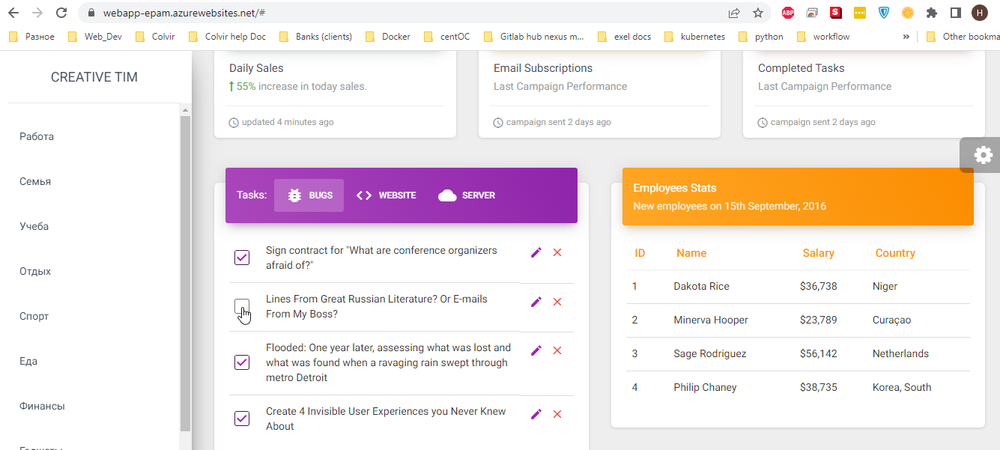 webapp-epam.azurewebsites.net/#
ABP
S
H
Разное
Web_Dev
Colvir
Colvir help Doc
Banks (clients)
Docker
centOC
Gitlab hub nexus m...
exel docs
kubernetes
python
workflow
»
Other bookma
CREATIVE TIM
Работа
Семья
Учеба
Отдых
Спорт
Еда
Финансы
Гаджеты
Daily Sales
55% increase in today sales.
updated 4 minutes ago
Email Subscriptions
Last Campaign Performance
campaign sent 2 days ago
Completed Tasks
Last Campaign Performance
campaign sent 2 days ago
Tasks: BUGS WEBSITE SERVER
Sign contract for "What are conference organizers
afraid of?"
Lines From Great Russian Literature? Or E-mails
From My Boss?
Flooded: One year later, assessing what was lost and
what was found when a ravaging rain swept through
metro Detroit
Create 4 Invisible User Experiences you Never Knew
About
Employees Stats
New employees on 15th September, 2016
ID Name Salary Country
1 Dakota Rice $36,738 Niger
2 Minerva Hooper $23,789 Curaçao
3 Sage Rodriguez $56,142 Netherlands
4 Philip Chaney $38,735 Korea, South